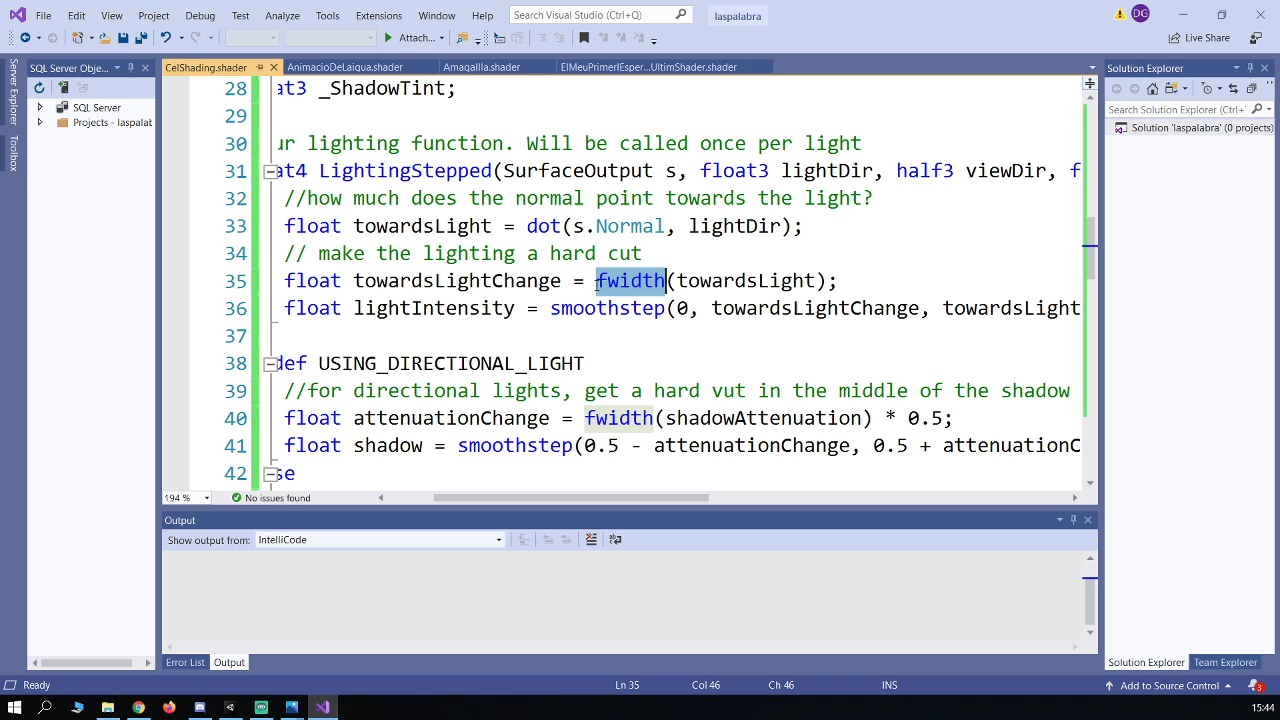 File Edit View Project Debug Test Analyze Tools Extensions Window Help Search Visual Studio (Ctrl+Q) laspalabra DG
Attach... Live Share
SQL Server Obje...
CelShading.shader AnimacioDeLaigua.shader Amagallla.shader UltimShader.shader
Solution Explorer
Search Solution Explorer (Ctrl+'
Solution 'laspalabra' (0 projects)
SQL Server
Projects - laspalab
Server Explorer
Toolbox
28 at3 _ShadowTint;
29
30 ur lighting function. Will be called once per light
31 at4 LightingStepped(SurfaceOutput s, float3 lightDir, half3 viewDir, f
32 //how much does the normal point towards the light?
33 float towardsLight = dot(s.Normal, lightDir);
34 // make the lighting a hard cut
35 float towardsLightChange = fwidth(towardsLight);
36 float lightIntensity = smoothstep(0, towardsLightChange, towardsLight
37
38 def USING_DIRECTIONAL_LIGHT
39 //for directional lights, get a hard vut in the middle of the shadow
40 float attenuationChange = fwidth(shadowAttenuation) * 0.5;
41 float shadow = smoothstep(0.5 - attenuationChange, 0.5 + attenuationC
42 se
194 % No issues found
Output
Show output from: IntelliCode
Error List Output
Solution Explorer Team Explorer
Ready Ln 35 Col 46 Ch 46 INS Add to Source Control 3
15:44